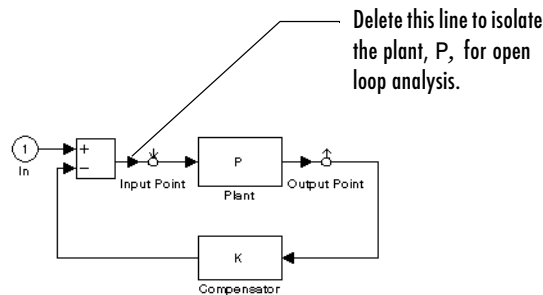 Delete this line to isolate
the plant, P, for open
loop analysis.
1
In
+
−
Input Point
P
Plant
Output Point
K
Compensator